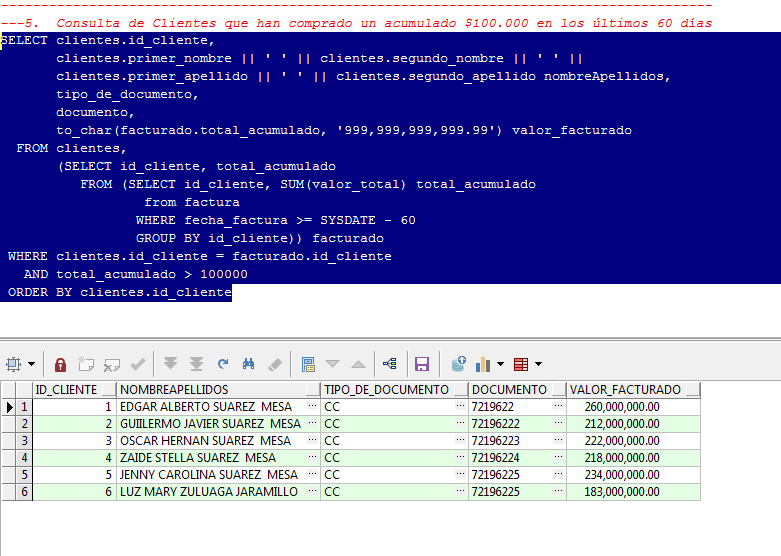 ---5.  Consulta de Clientes que han comprado un acumulado $100.000 en los últimos 60 días
SELECT clientes.id_cliente,
clientes.primer_nombre || ' ' || clientes.segundo_nombre || ' ' ||
clientes.primer_apellido || ' ' || clientes.segundo_apellido nombreApellidos,
tipo_de_documento,
documento,
to_char(facturado.total_acumulado, '999,999,999,999.99') valor_facturado
FROM clientes,
(SELECT id_cliente, total_acumulado
FROM (SELECT id_cliente, SUM(valor_total) total_acumulado
from factura
WHERE fecha_factura >= SYSDATE - 60
GROUP BY id_cliente)) facturado
WHERE clientes.id_cliente = facturado.id_cliente
AND total_acumulado > 100000
ORDER BY clientes.id_cliente
ID_CLIENTE NOMBREAPELLIDOS TIPO_DE_DOCUMENTO DOCUMENTO VALOR_FACTURADO
1 1 EDGAR ALBERTO SUAREZ  MESA ... CC ... 7219622 ... 260,000,000.00
2 2 GUIILERMO JAVIER SUAREZ  MESA ... CC ... 72196222 ... 212,000,000.00
3 3 OSCAR HERNAN SUAREZ  MESA ... CC ... 72196223 ... 222,000,000.00
4 4 ZAIDE STELLA SUAREZ  MESA ... CC ... 72196224 ... 218,000,000.00
5 5 JENNY CAROLINA SUAREZ  MESA ... CC ... 72196225 ... 234,000,000.00
6 6 LUZ MARY ZULUAGA JARAMILLO ... CC ... 72196225 ... 183,000,000.00